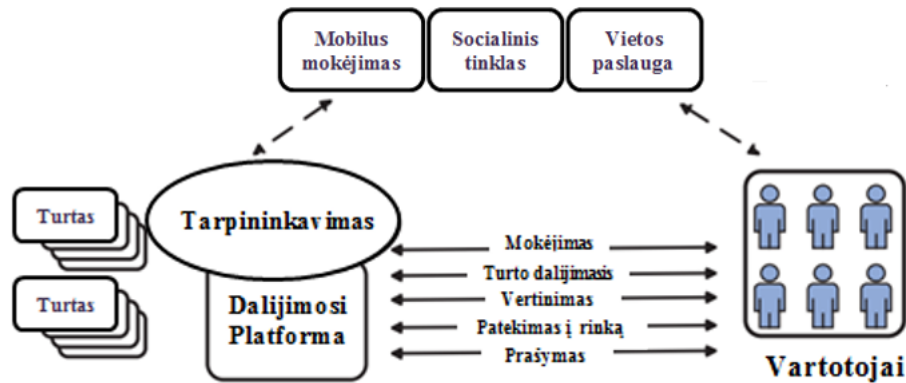 Mobilus
mokėjimas
Socialinis
tinklas
Vietos
paslauga
Turtas
Turtas
Tarpininkavimas
Dalijimosi
Platforma
Mokėjimas
Turto dalijimasis
Vertinimas
Patekimas į rinką
Prašymas
Vartotojai